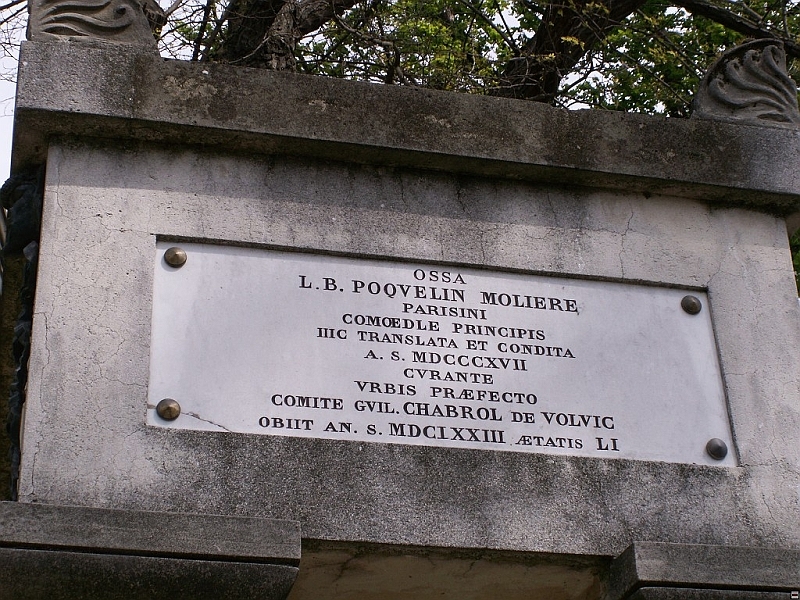 OSSA
L.B. POQVELIN MOLIERE
PARISINI
COMŒDLE PRINCIPIS
IIIC TRANSLATA ET CONDITA
A. S. MDCCCXVII
CVRANTE
VRBIS PRÆFECTO
COMITE GVIL. CHABROL DE VOLVIC
OBIIT AN. S. MDCLXXIII ÆTATIS LI